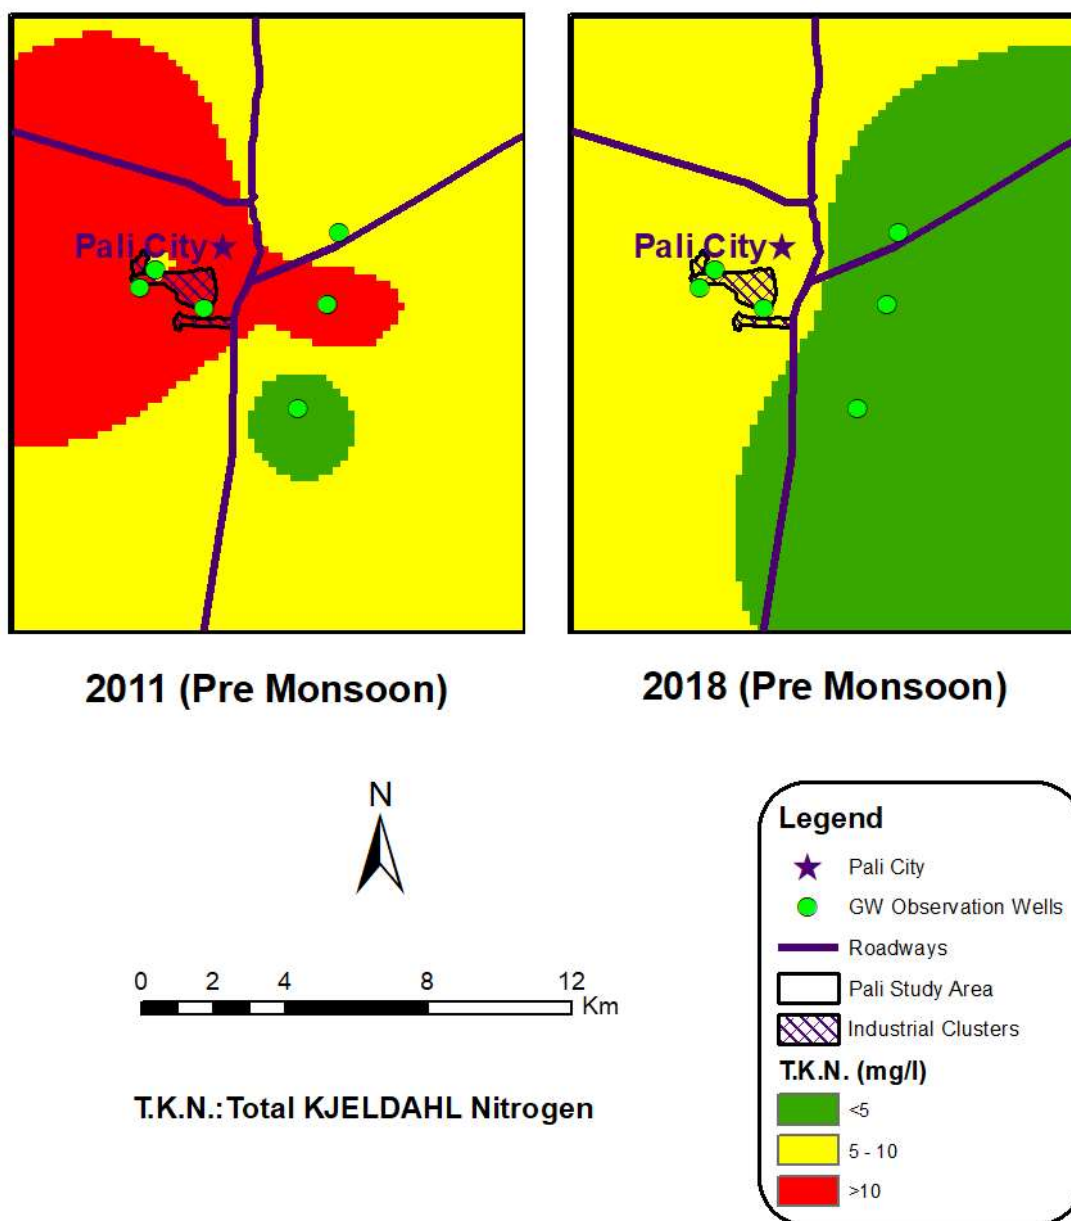 Pali City
Pali City
2011 (Pre Monsoon)
2018 (Pre Monsoon)
N
0 2 4 8 12
Km
T.K.N.:Total KJELDAHL Nitrogen
Legend
Pali City
GW Observation Wells
Roadways
Pali Study Area
Industrial Clusters
T.K.N. (mg/l)
<5
5 - 10
>10